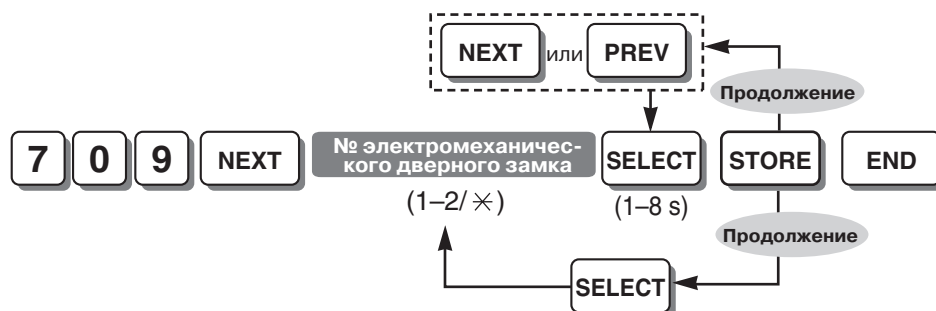 NEXT или PREV
Продолжение
7 0 9 NEXT № электромеханичес-
кого дверного замка SELECT STORE END
(1–2/ ✳) (1–8 s)
Продолжение
SELECT